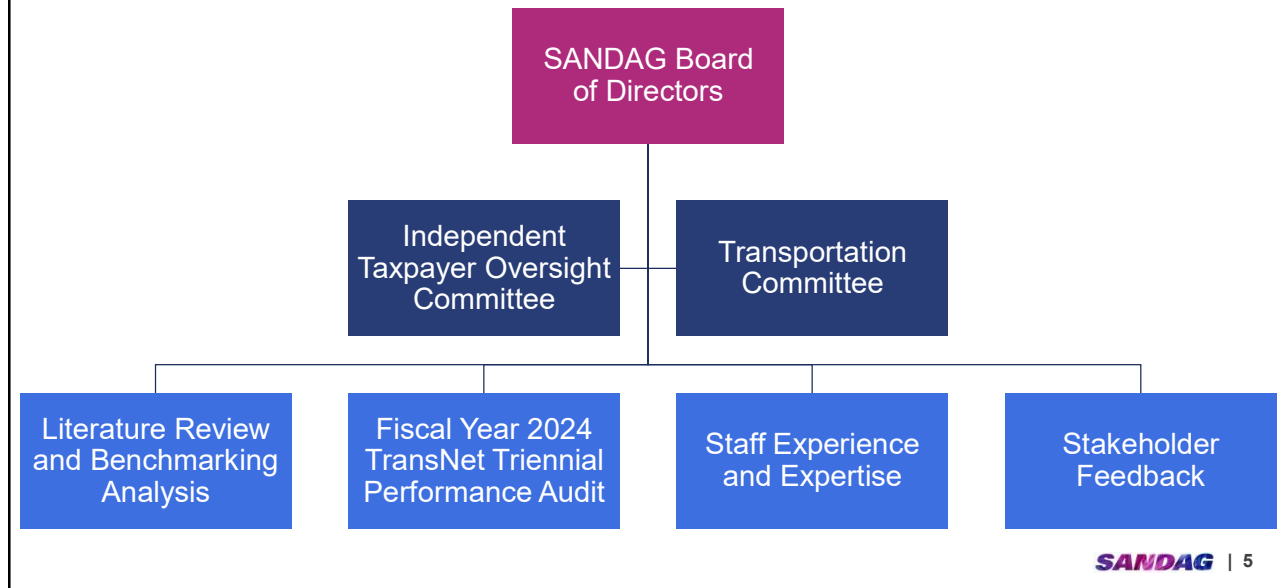 SANDAG Board
of Directors
Independent
Taxpayer Oversight
Committee
Transportation
Committee
Literature Review
and Benchmarking
Analysis
Fiscal Year 2024
TransNet Triennial
Performance Audit
Staff Experience
and Expertise
Stakeholder
Feedback
SANDAG | 5